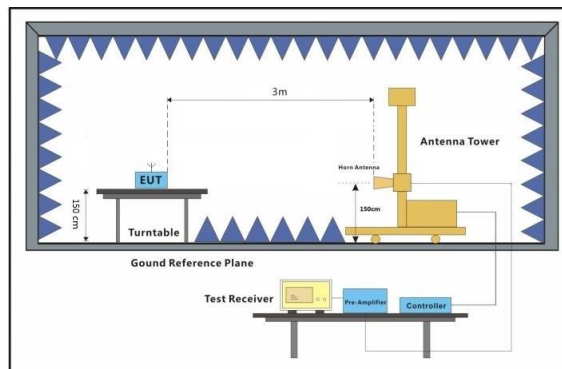 3m
Antenna Tower
Horn Antenna
EUT
150 cm
150cm
Turntable
Gound Reference Plane
Test Receiver
Pre-Amplifier
Controller